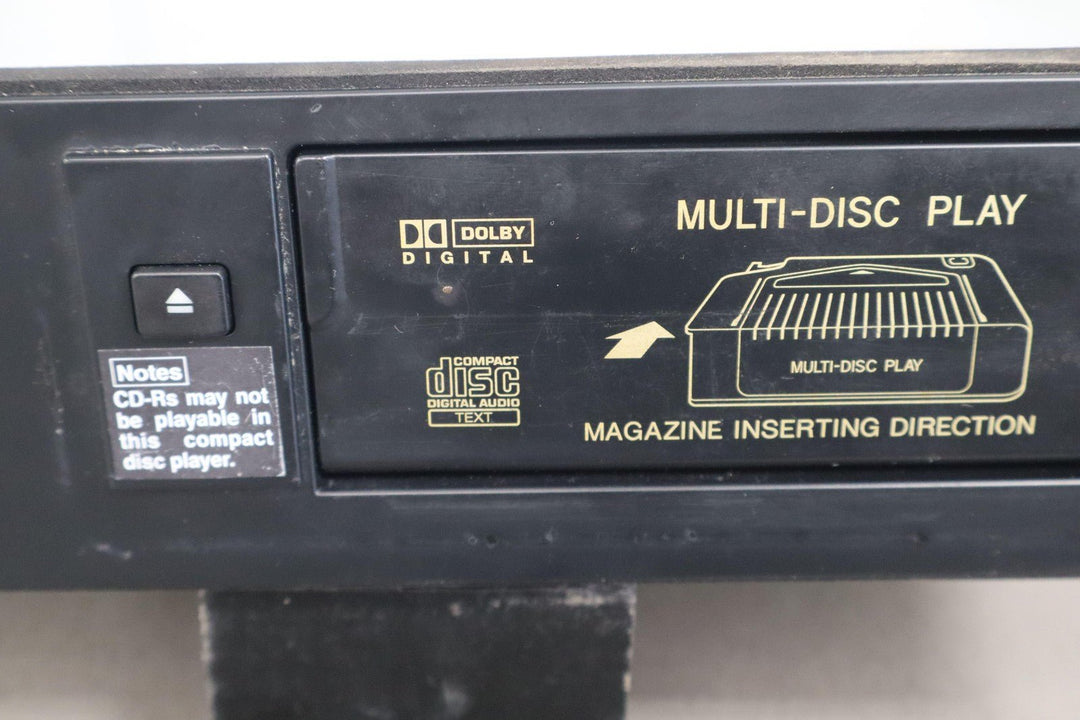 MULTI-DISC PLAY
DOLBY
DIGITAL
MULTI-DISC PLAY
COMPACT
disc
DIGITAL AUDIO
TEXT
MAGAZINE INSERTING DIRECTION
Notes
CD-Rs may not
be playable in
this compact
disc player.